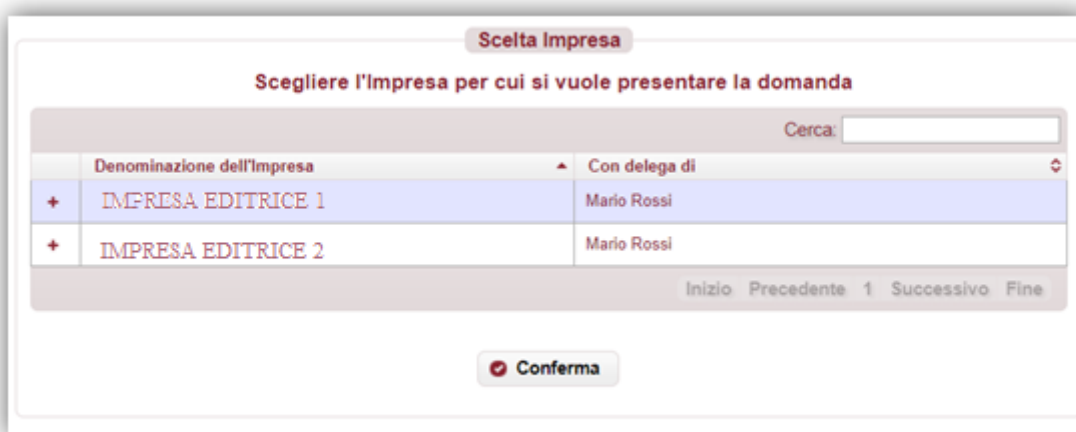 Scelta Impresa
Scegliere l'Impresa per cui si vuole presentare la domanda
Cerca:
Denominazione dell'Impresa Con delega di
+ IMPRESA EDITRICE 1 Mario Rossi
+ IMPRESA EDITRICE 2 Mario Rossi
Inizio Precedente 1 Successivo Fine
Conferma